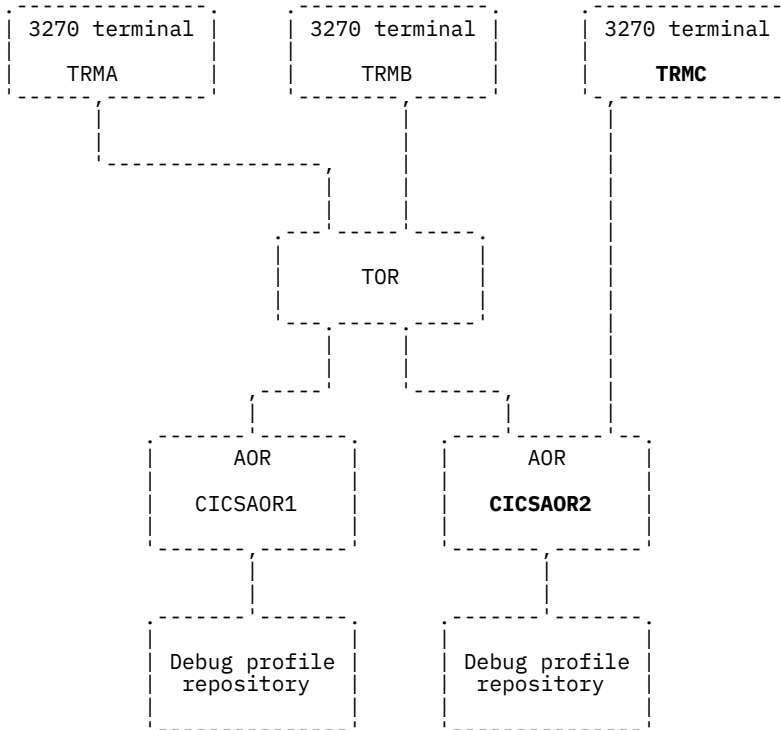 3270 terminal
TRMA
3270 terminal
TRMB
3270 terminal
TRMC
TOR
AOR
CICSAOR1
AOR
CICSAOR2
Debug profile
repository
Debug profile
repository